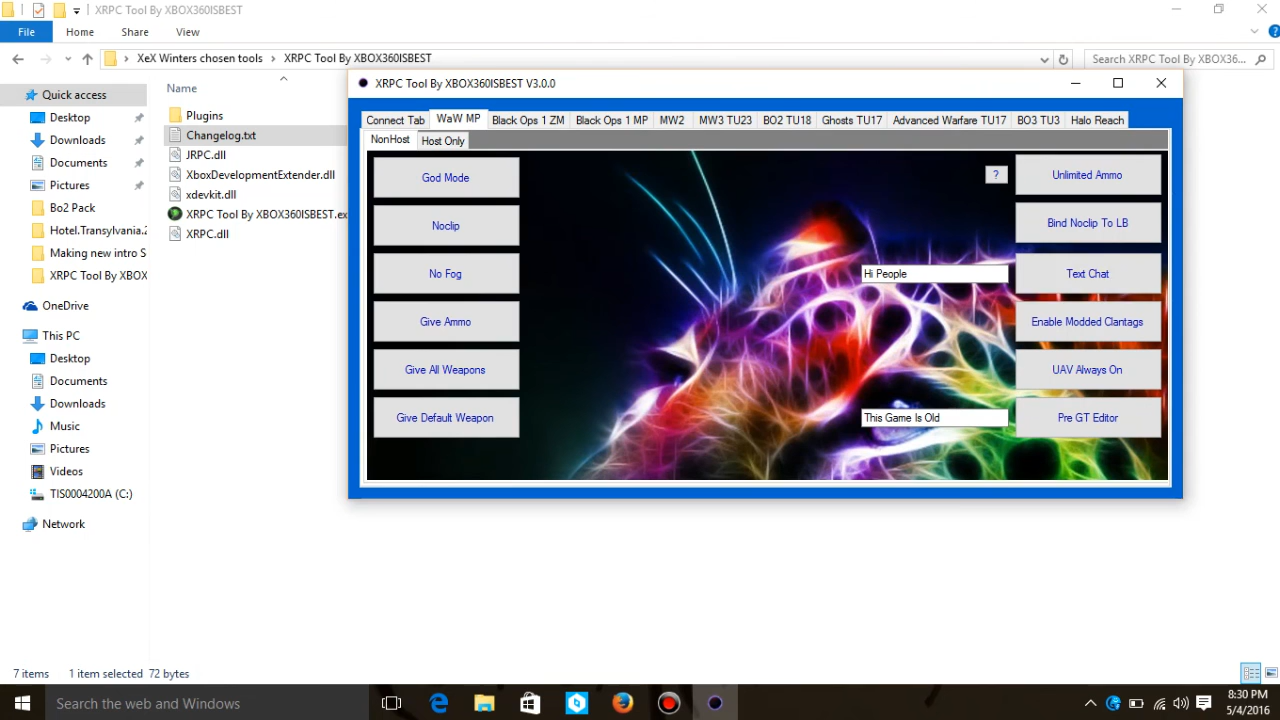 XRPC Tool By XBOX360ISBEST
File
Home
Share
View
XeX Winters chosen tools
XRPC Tool By XBOX360ISBEST
Search XRPC Tool By XBOX36...
Quick access
Desktop
Downloads
Documents
Pictures
Bo2 Pack
Hotel.Transylvania.2
Making new intro S
XRPC Tool By XBOX
OneDrive
This PC
Desktop
Documents
Downloads
Music
Pictures
Videos
TIS0004200A (C:)
Network
Name
Plugins
Changelog.txt
JRPC.dll
XboxDevelopmentExtender.dll
xdevkit.dll
XRPC Tool By XBOX360ISBEST.ex
XRPC.dll
XRPC Tool By XBOX360ISBEST V3.0.0
Connect Tab
WaW MP
Black Ops 1 ZM
Black Ops 1 MP
MW2
MW3 TU23
BO2 TU18
Ghosts TU17
Advanced Warfare TU17
BO3 TU3
Halo Reach
NonHost
Host Only
God Mode
Noclip
No Fog
Give Ammo
Give All Weapons
Give Default Weapon
?
Unlimited Ammo
Bind Noclip To LB
Hi People
Text Chat
Enable Modded Clantags
UAV Always On
This Game Is Old
Pre GT Editor
7 items
1 item selected 72 bytes
Search the web and Windows
8:30 PM
5/4/2016